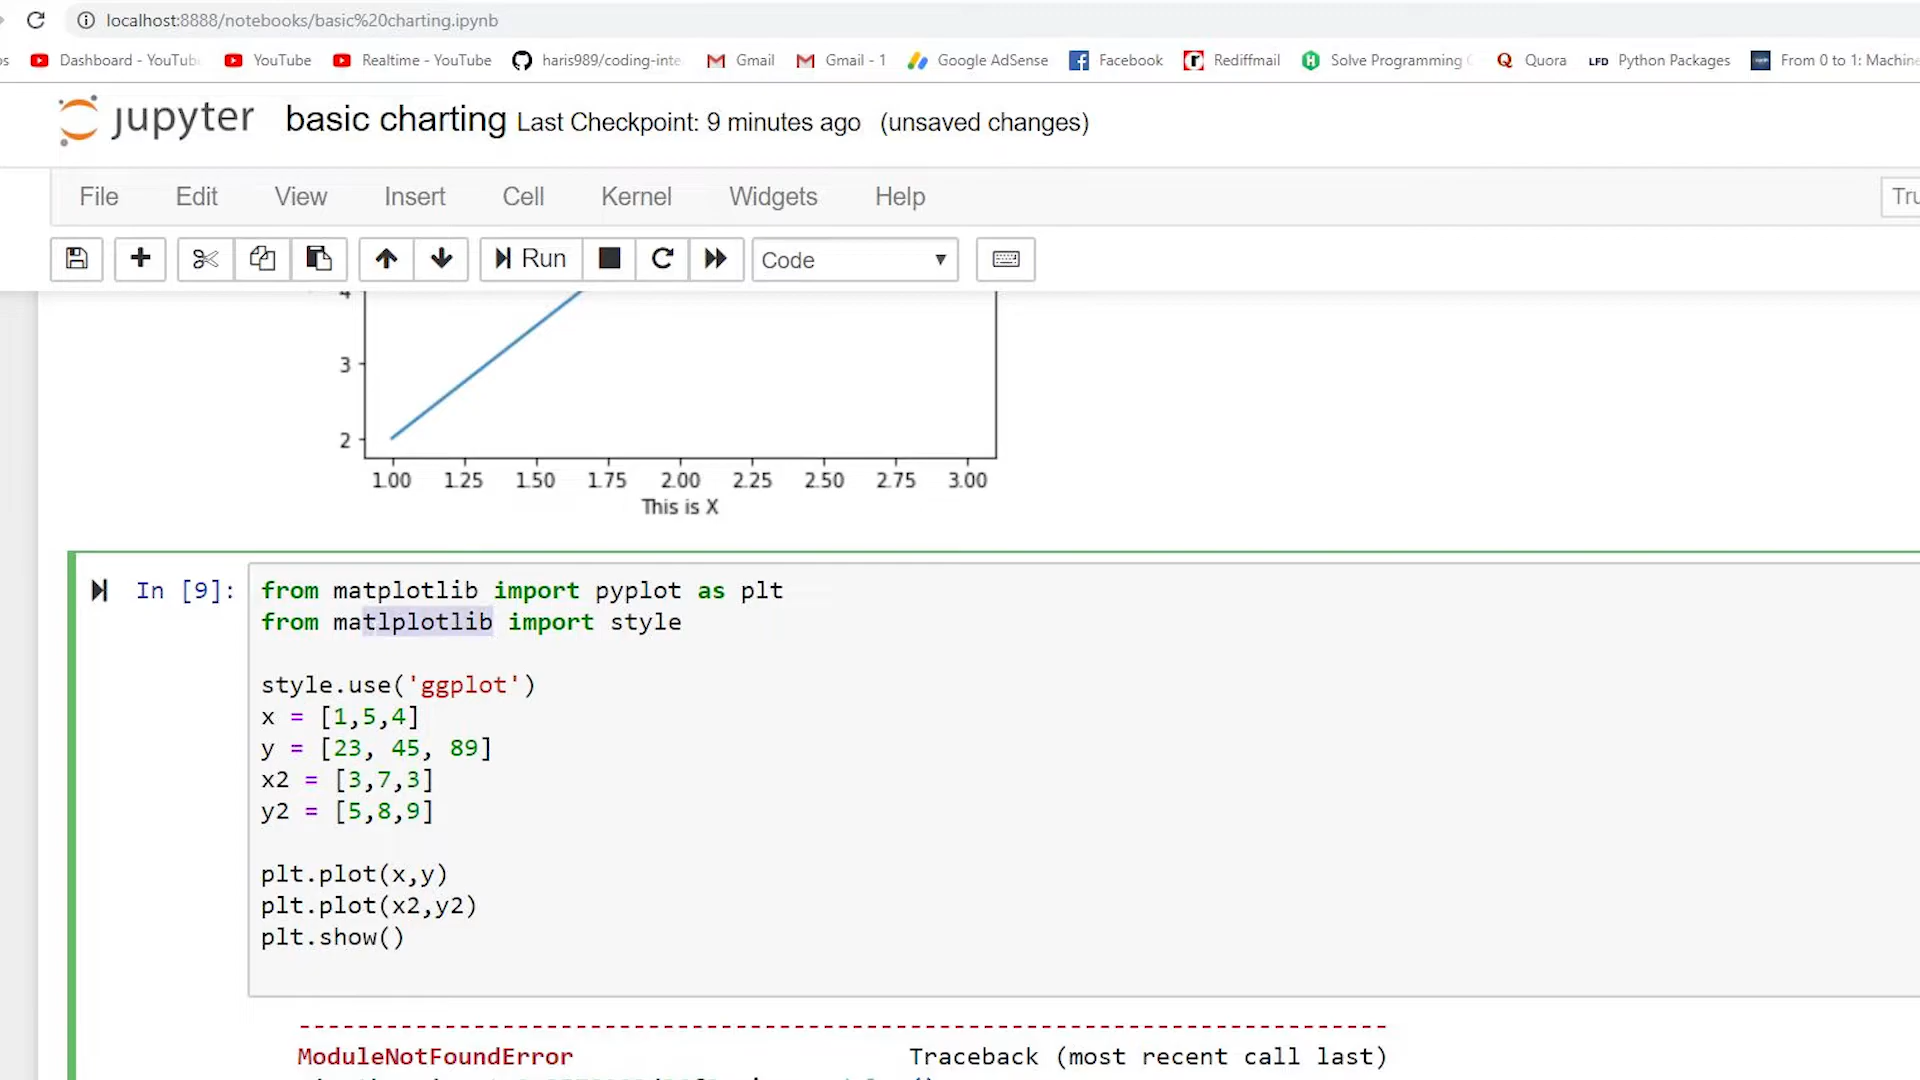 localhost:8888/notebooks/basic%20charting.ipynb
Dashboard - YouTub YouTube Realtime - YouTube haris989/coding-inte Gmail Gmail - 1 Google AdSense Facebook Rediffmail Solve Programming Quora LFD Python Packages From 0 to 1: Machine
jupyter basic charting Last Checkpoint: 9 minutes ago (unsaved changes)
File Edit View Insert Cell Kernel Widgets Help Tru
Run Code
4
3
2
1.00 1.25 1.50 1.75 2.00 2.25 2.50 2.75 3.00
This is X
In [9]: from matplotlib import pyplot as plt
from matlplotlib import style
style.use('ggplot')
x = [1,5,4]
y = [23, 45, 89]
x2 = [3,7,3]
y2 = [5,8,9]
plt.plot(x,y)
plt.plot(x2,y2)
plt.show()
---------------------------------------------------------------------------
ModuleNotFoundError Traceback (most recent call last)